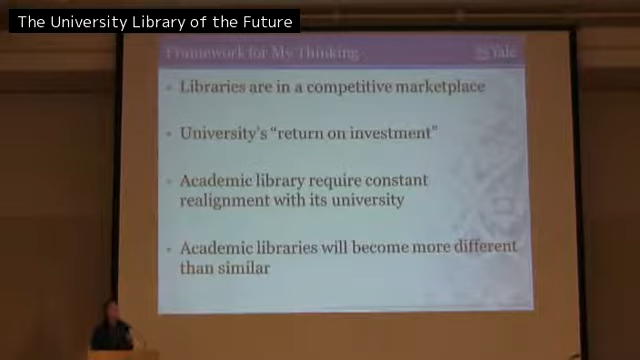 The University Library of the Future
Framework for My Thinking
Yale
Libraries are in a competitive marketplace
University's "return on investment"
Academic library require constant
realignment with its university
Academic libraries will become more different
than similar